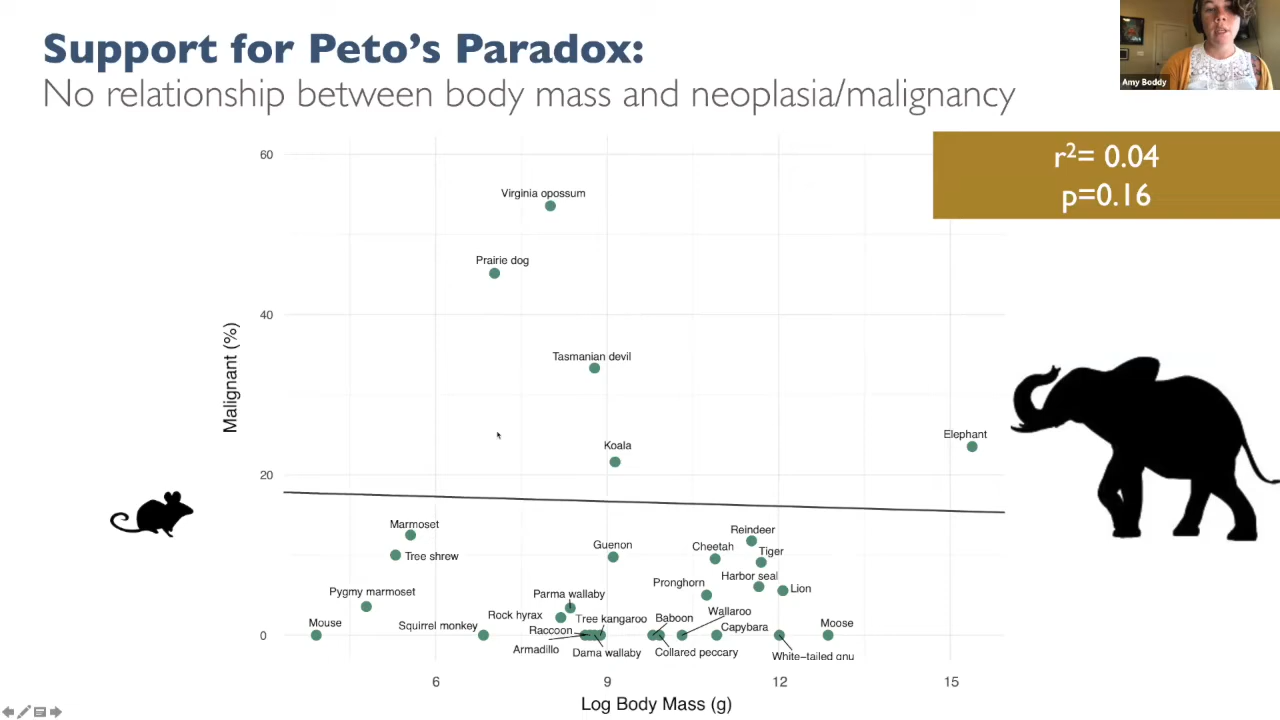 Support for Peto's Paradox:
No relationship between body mass and neoplasia/malignancy
Amy Boddy
r²= 0.04
p=0.16
60
40
20
0
Malignant (%)
Virginia opossum
Prairie dog
Tasmanian devil
Elephant
Koala
Marmoset
Reindeer
Guenon
Cheetah
Tiger
Tree shrew
Harbor seal
Pronghorn
Lion
Pygmy marmoset
Parma wallaby
Wallaroo
Rock hyrax
Tree kangaroo
Baboon
Mouse
Squirrel monkey
Raccoon
Capybara
Moose
Armadillo
Dama wallaby
Collared peccary
White-tailed gnu
6
9
12
15
Log Body Mass (g)